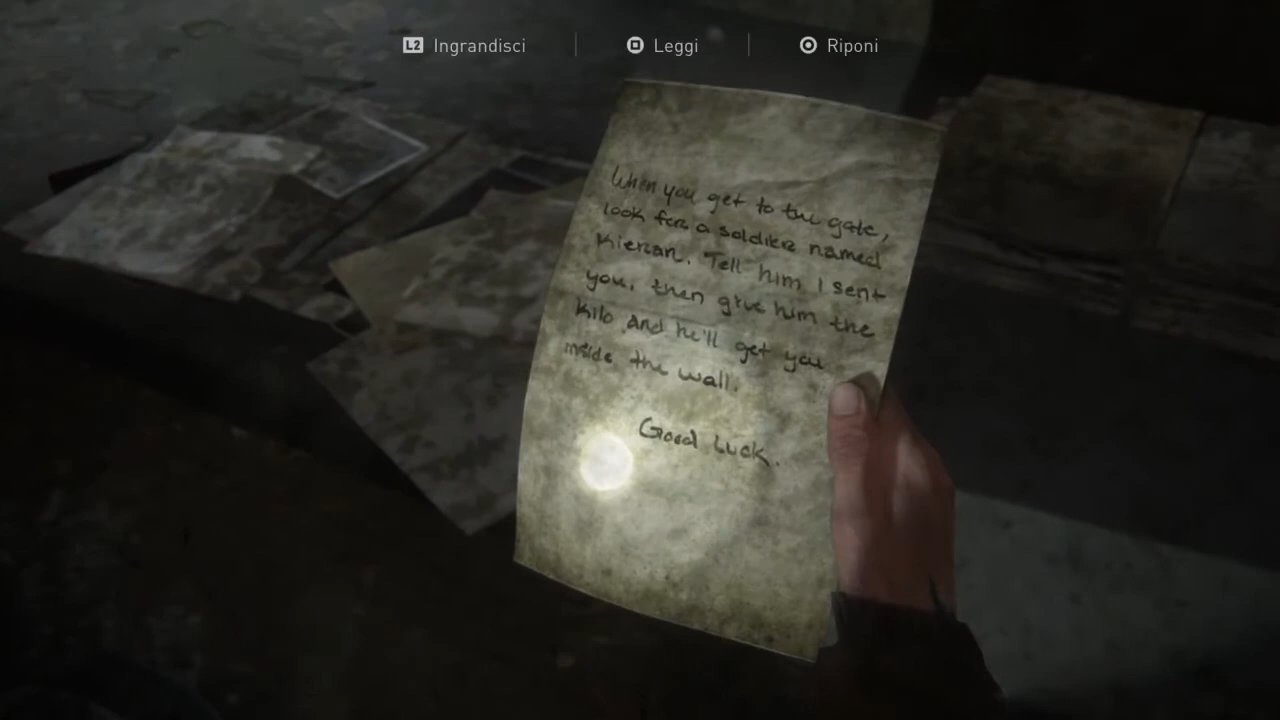 L2 Ingrandisci Leggi Riponi
When you get to the gate,
look for a soldier named
Kieran. Tell him I sent
you, then give him the
kilo and he'll get you
inside the wall.
Good Luck.